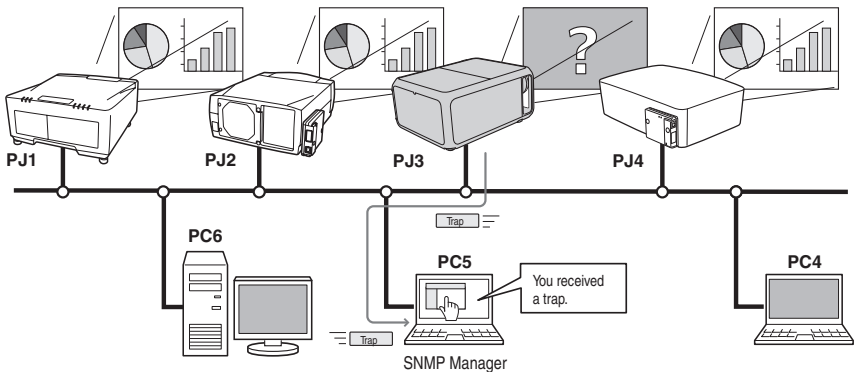 ?
PJ1
PJ2
PJ3
PJ4
Trap
PC6
PC5
PC4
You received
a trap.
Trap
SNMP Manager